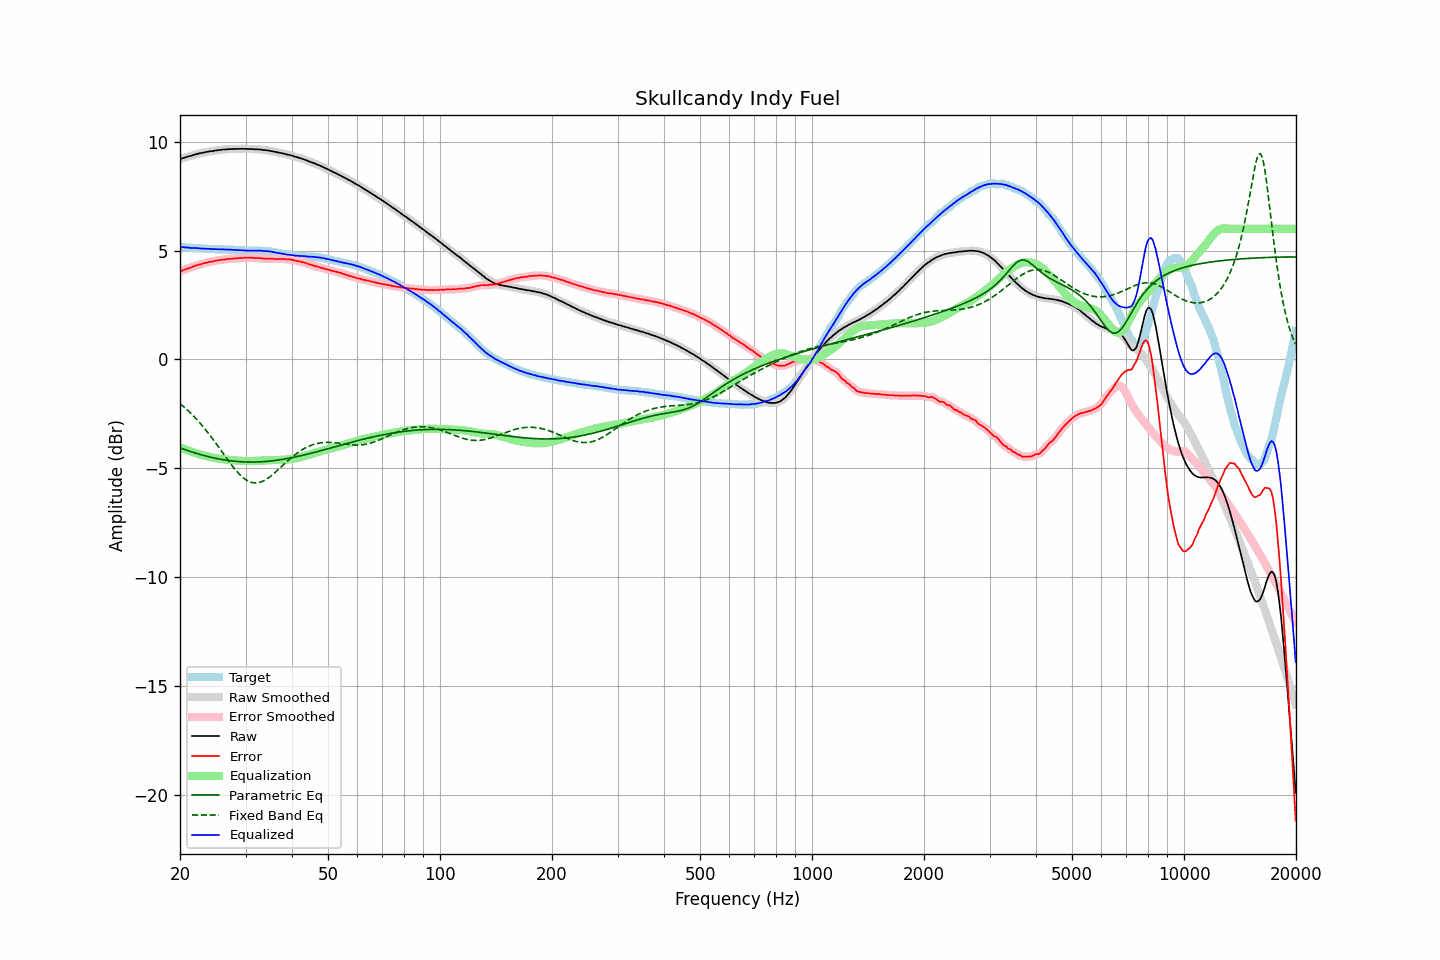 Skullcandy Indy Fuel
Amplitude (dBr)
10
5
0
−5
−10
−15
−20
Target
Raw Smoothed
Error Smoothed
Raw
Error
Equalization
Parametric Eq
Fixed Band Eq
Equalized
20 50 100 200 500 1000 2000 5000 10000 20000
Frequency (Hz)